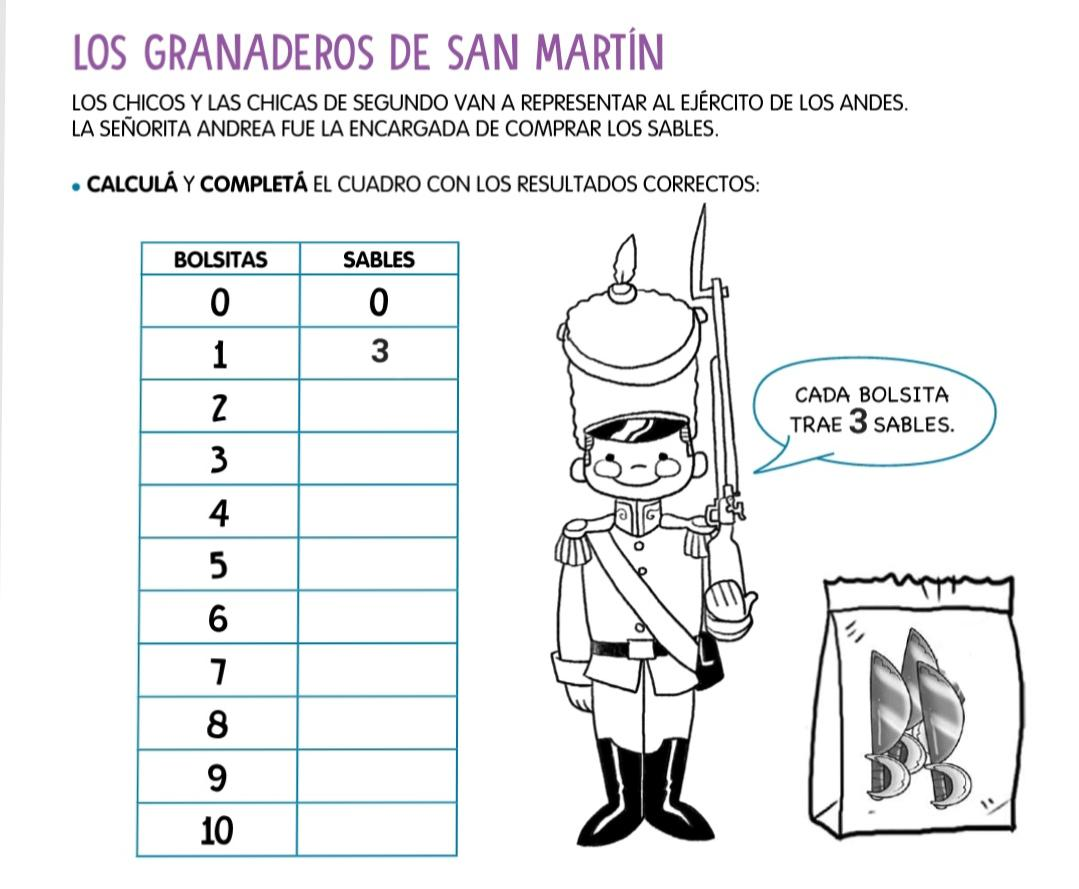 LOS GRANADEROS DE SAN MARTÍN
LOS CHICOS Y LAS CHICAS DE SEGUNDO VAN A REPRESENTAR AL EJÉRCITO DE LOS ANDES.
LA SEÑORITA ANDREA FUE LA ENCARGADA DE COMPRAR LOS SABLES.
• CALCULÁ Y COMPLETÁ EL CUADRO CON LOS RESULTADOS CORRECTOS:
BOLSITAS SABLES
0 0
1 3
2
3
4
5
6
7
8
9
10
CADA BOLSITA
TRAE 3 SABLES.